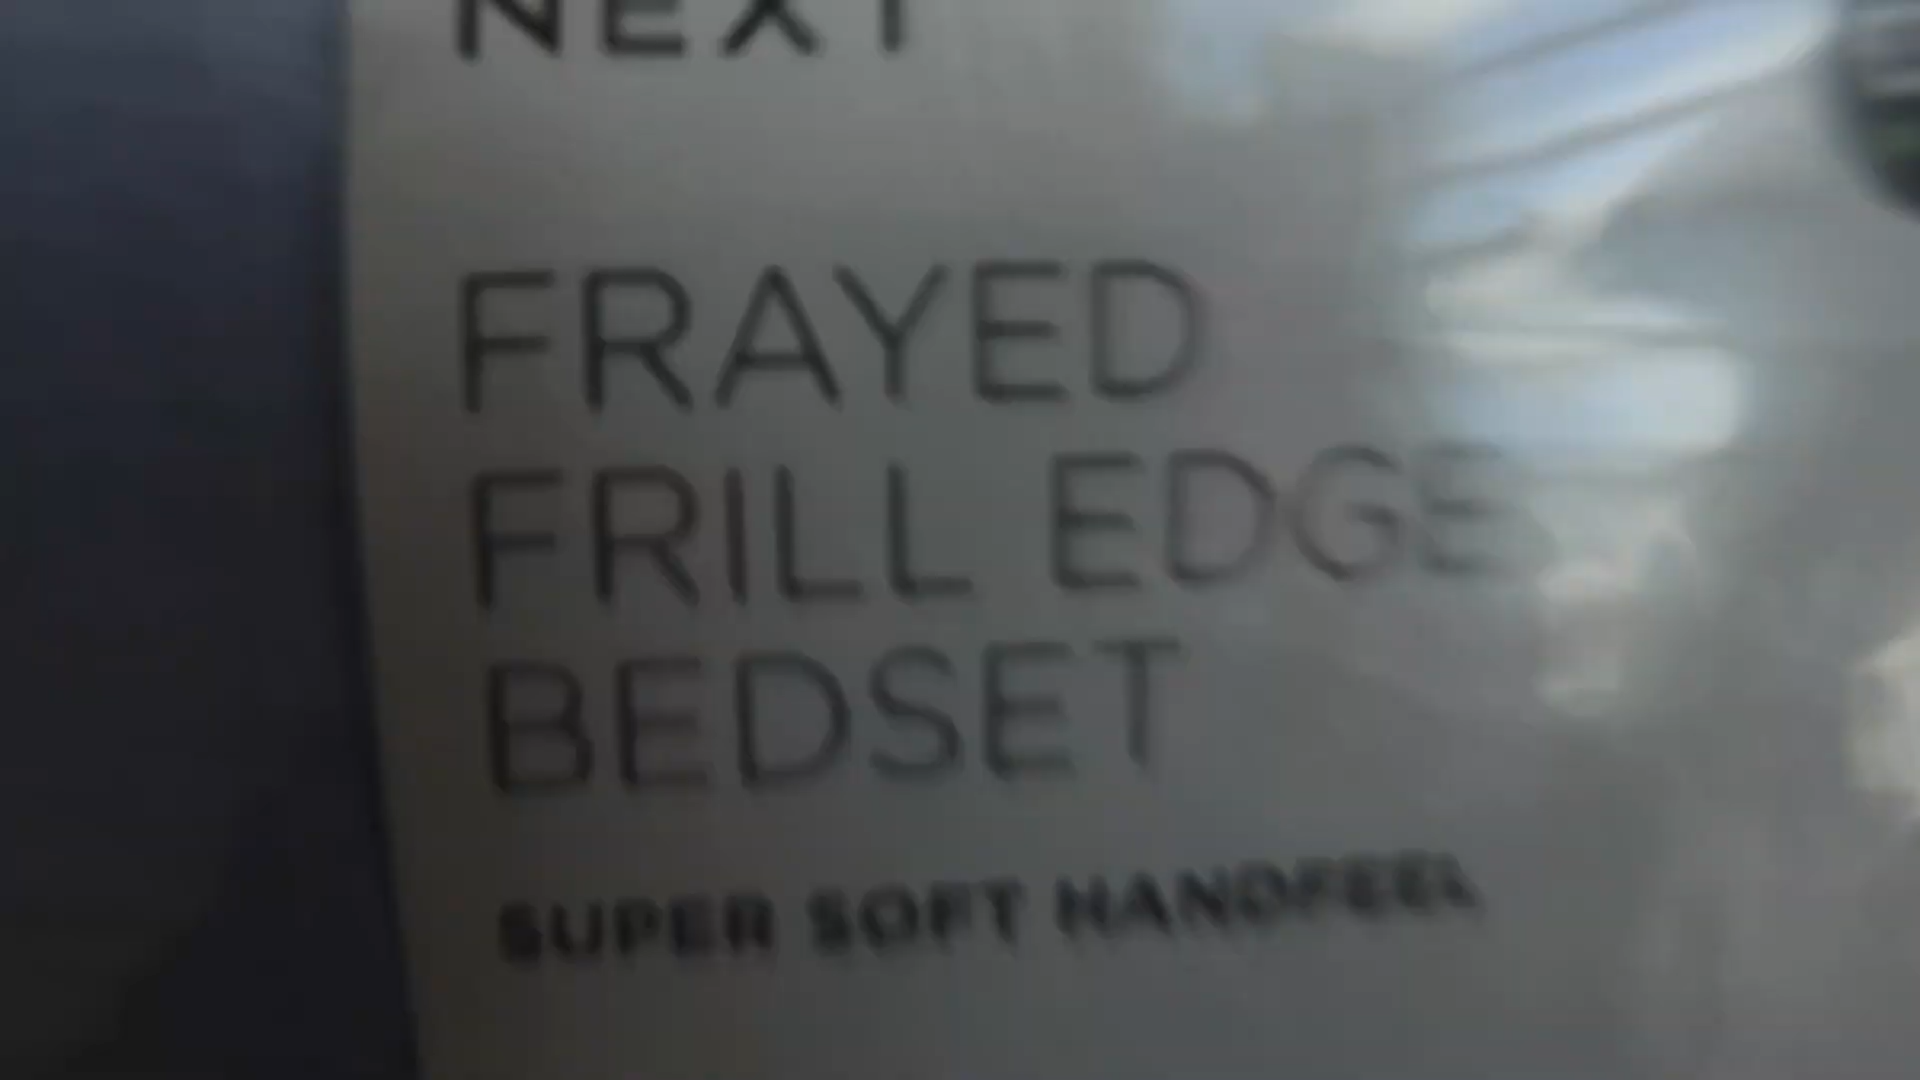 NEXT
FRAYED
FRILL EDGE
BEDSET
SUPER SOFT HANDFEEL